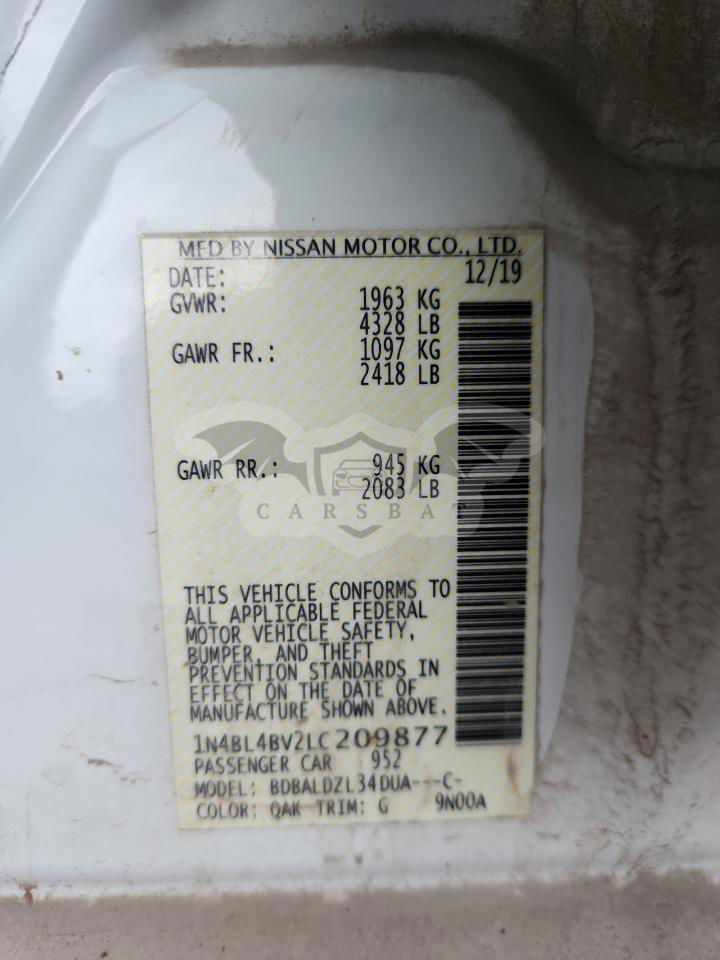 MFD BY NISSAN MOTOR CO., LTD.
DATE: 12/19
GVWR: 1963 KG
4328 LB
GAWR FR.: 1097 KG
2418 LB
GAWR RR.: 945 KG
2083 LB
CARSBAT
THIS VEHICLE CONFORMS TO
ALL APPLICABLE FEDERAL
MOTOR VEHICLE SAFETY,
BUMPER, AND THEFT
PREVENTION STANDARDS IN
EFFECT ON THE DATE OF
MANUFACTURE SHOWN ABOVE.
1N4BL4BV2LC209877
PASSENGER CAR 952
MODEL: BDBALDZL34DUA---C-
COLOR: QAK TRIM: G 9N00A